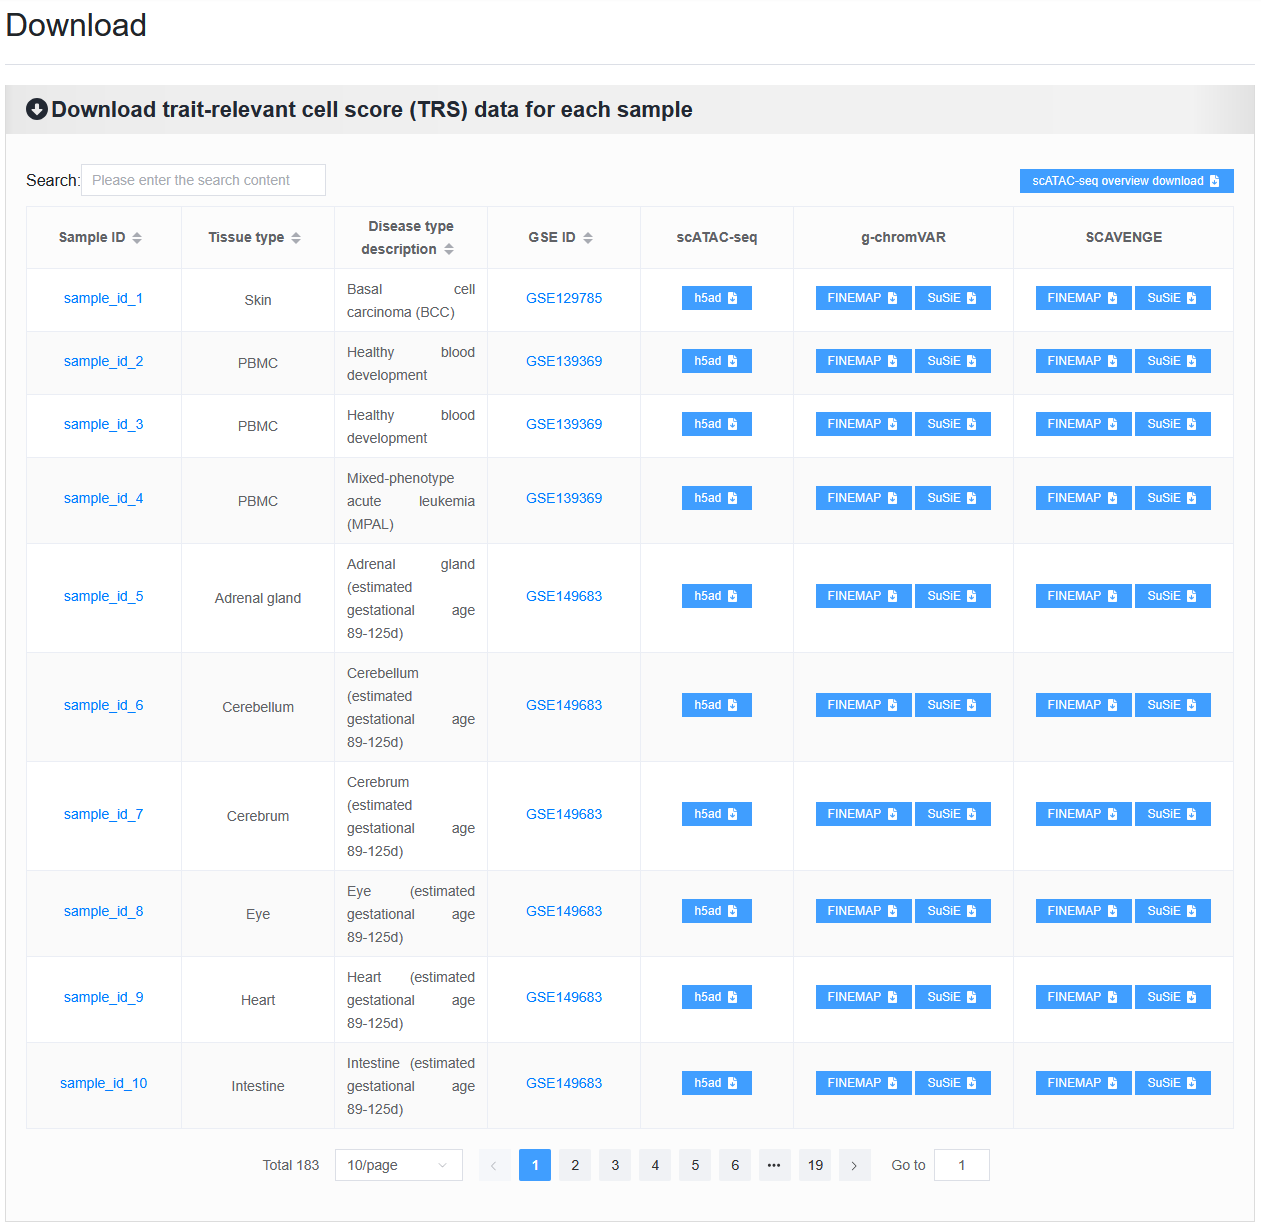 Download
Download trait-relevant cell score (TRS) data for each sample
Search: Please enter the search content
scATAC-seq overview download
Sample ID Tissue type Disease type description GSE ID scATAC-seq g-chromVAR SCAVENGE
sample_id_1 Skin Basal cell carcinoma (BCC) GSE129785 h5ad FINEMAP SuSiE FINEMAP SuSiE
sample_id_2 PBMC Healthy blood development GSE139369 h5ad FINEMAP SuSiE FINEMAP SuSiE
sample_id_3 PBMC Healthy blood development GSE139369 h5ad FINEMAP SuSiE FINEMAP SuSiE
sample_id_4 PBMC Mixed-phenotype acute leukemia (MPAL) GSE139369 h5ad FINEMAP SuSiE FINEMAP SuSiE
sample_id_5 Adrenal gland Adrenal gland (estimated gestational age 89-125d) GSE149683 h5ad FINEMAP SuSiE FINEMAP SuSiE
sample_id_6 Cerebellum Cerebellum (estimated gestational age 89-125d) GSE149683 h5ad FINEMAP SuSiE FINEMAP SuSiE
sample_id_7 Cerebrum Cerebrum (estimated gestational age 89-125d) GSE149683 h5ad FINEMAP SuSiE FINEMAP SuSiE
sample_id_8 Eye Eye (estimated gestational age 89-125d) GSE149683 h5ad FINEMAP SuSiE FINEMAP SuSiE
sample_id_9 Heart Heart (estimated gestational age 89-125d) GSE149683 h5ad FINEMAP SuSiE FINEMAP SuSiE
sample_id_10 Intestine Intestine (estimated gestational age 89-125d) GSE149683 h5ad FINEMAP SuSiE FINEMAP SuSiE
Total 183 10/page 1 2 3 4 5 6 ••• 19 Go to 1